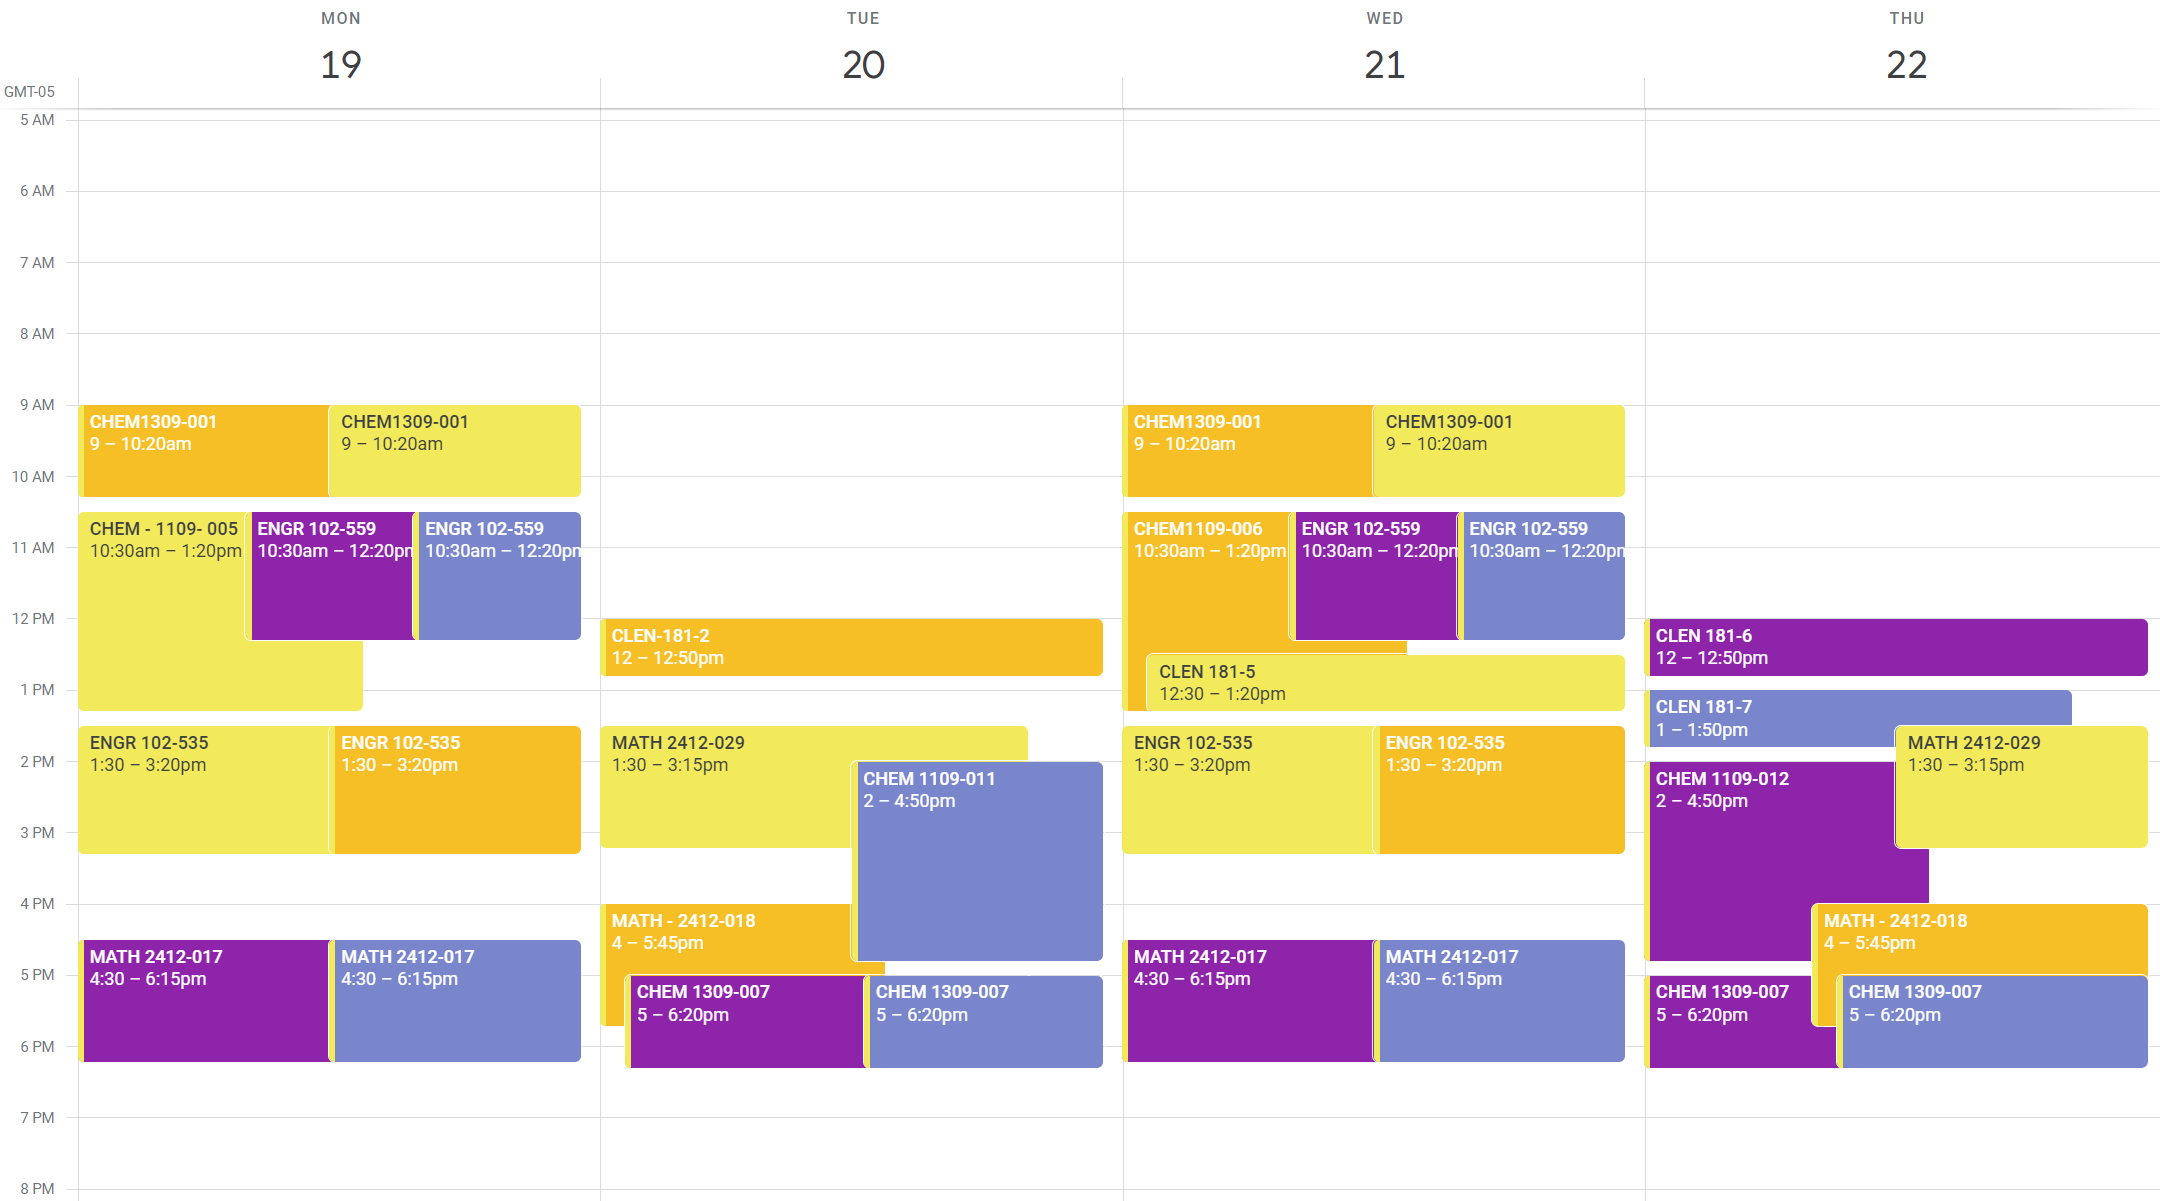 MON
TUE
WED
THU
19
20
21
22
GMT-05
5 AM
6 AM
7 AM
8 AM
9 AM
10 AM
11 AM
12 PM
1 PM
2 PM
3 PM
4 PM
5 PM
6 PM
7 PM
8 PM
CHEM1309-001
9 – 10:20am
CHEM1309-001
9 – 10:20am
CHEM - 1109- 005
10:30am – 1:20pm
ENGR 102-559
10:30am – 12:20pm
ENGR 102-559
10:30am – 12:20pm
ENGR 102-535
1:30 – 3:20pm
ENGR 102-535
1:30 – 3:20pm
MATH 2412-017
4:30 – 6:15pm
MATH 2412-017
4:30 – 6:15pm
CLEN-181-2
12 – 12:50pm
MATH 2412-029
1:30 – 3:15pm
CHEM 1109-011
2 – 4:50pm
MATH - 2412-018
4 – 5:45pm
CHEM 1309-007
5 – 6:20pm
CHEM 1309-007
5 – 6:20pm
CHEM1309-001
9 – 10:20am
CHEM1309-001
9 – 10:20am
CHEM1109-006
10:30am – 1:20pm
ENGR 102-559
10:30am – 12:20pm
ENGR 102-559
10:30am – 12:20pm
CLEN 181-5
12:30 – 1:20pm
ENGR 102-535
1:30 – 3:20pm
ENGR 102-535
1:30 – 3:20pm
MATH 2412-017
4:30 – 6:15pm
MATH 2412-017
4:30 – 6:15pm
CLEN 181-6
12 – 12:50pm
CLEN 181-7
1 – 1:50pm
MATH 2412-029
1:30 – 3:15pm
CHEM 1109-012
2 – 4:50pm
MATH - 2412-018
4 – 5:45pm
CHEM 1309-007
5 – 6:20pm
CHEM 1309-007
5 – 6:20pm